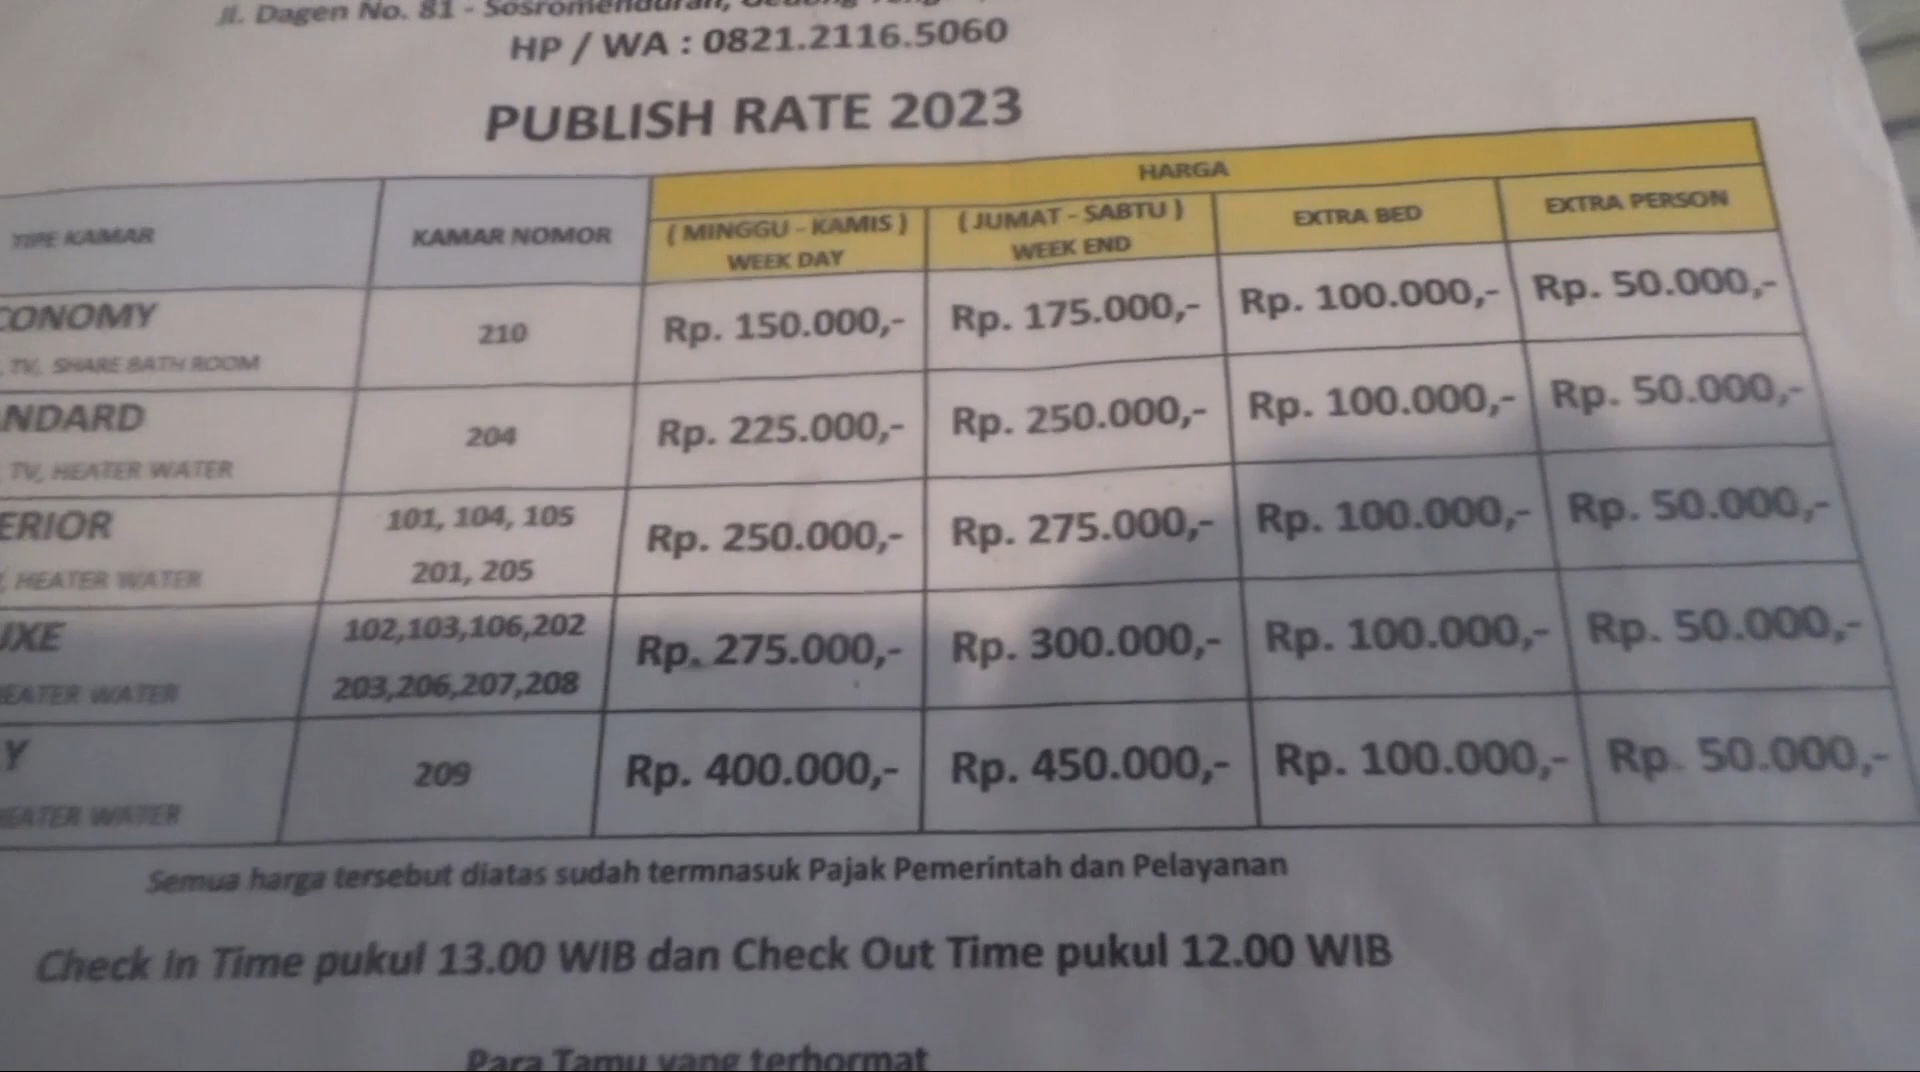 Jl. Dagen No. 81 - Sosromenduran,
HP / WA : 0821.2116.5060
PUBLISH RATE 2023
TIPE KAMAR
KAMAR NOMOR
HARGA
( MINGGU - KAMIS )
WEEK DAY
( JUMAT - SABTU )
WEEK END
EXTRA BED
EXTRA PERSON
CONOMY
, TV, SHARE BATH ROOM
210
Rp. 150.000,-
Rp. 175.000,-
Rp. 100.000,-
Rp. 50.000,-
NDARD
TV, HEATER WATER
204
Rp. 225.000,-
Rp. 250.000,-
Rp. 100.000,-
Rp. 50.000,-
ERIOR
, HEATER WATER
101, 104, 105
201, 205
Rp. 250.000,-
Rp. 275.000,-
Rp. 100.000,-
Rp. 50.000,-
UXE
EATER WATER
102,103,106,202
203,206,207,208
Rp. 275.000,-
Rp. 300.000,-
Rp. 100.000,-
Rp. 50.000,-
Y
EATER WATER
209
Rp. 400.000,-
Rp. 450.000,-
Rp. 100.000,-
Rp. 50.000,-
Semua harga tersebut diatas sudah termnasuk Pajak Pemerintah dan Pelayanan
Check In Time pukul 13.00 WIB dan Check Out Time pukul 12.00 WIB
Para Tamu yang terhormat